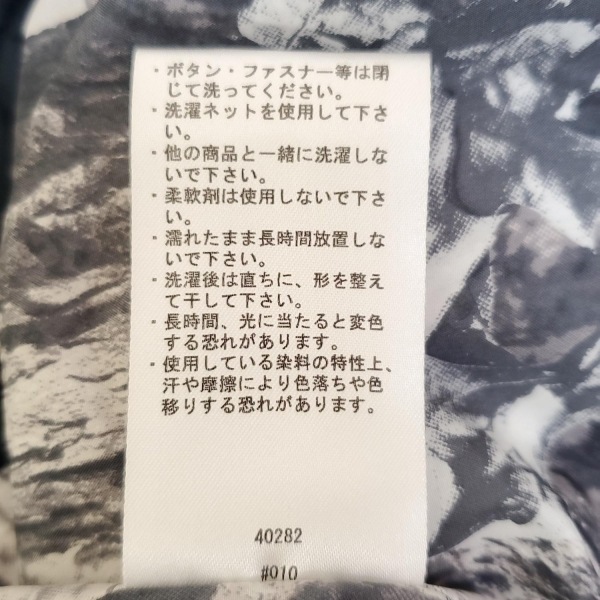 ・ボタン・ファスナー等は閉
じて洗ってください。
・洗濯ネットを使用して下さ
い。
・他の商品と一緒に洗濯しな
いで下さい。
・柔軟剤は使用しないで下さ
い。
・濡れたまま長時間放置しな
いで下さい。
・洗濯後は直ちに、形を整え
て干して下さい。
・長時間、光に当たると変色
する恐れがあります。
・使用している染料の特性上、
汗や摩擦により色落ちや色
移りする恐れがあります。
40282
#010